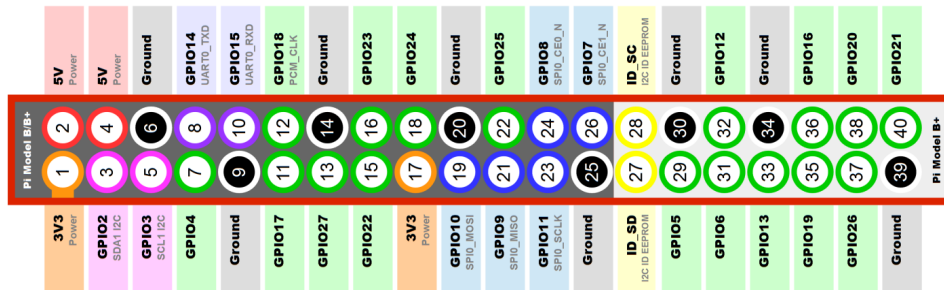 5V
Power
5V
Power
Ground
GPIO14
UART0_TXD
GPIO15
UART0_RXD
GPIO18
PCM_CLK
Ground
GPIO23
GPIO24
Ground
GPIO25
GPIO8
SPI0_CE0_N
GPIO7
SPI0_CE1_N
ID_SC
I2C ID EEPROM
Ground
GPIO12
Ground
GPIO16
GPIO20
GPIO21
Pi Model B/B+
2 4 6 8 10 12 14 16 18 20 22 24 26 28 30 32 34 36 38 40
1 3 5 7 9 11 13 15 17 19 21 23 25 27 29 31 33 35 37 39
Pi Model B+
3V3
Power
GPIO2
SDA1 I2C
GPIO3
SCL1 I2C
GPIO4
Ground
GPIO17
GPIO27
GPIO22
3V3
Power
GPIO10
SPI0_MOSI
GPIO9
SPI0_MISO
GPIO11
SPI0_SCLK
Ground
ID_SD
I2C ID EEPROM
GPIO5
GPIO6
GPIO13
GPIO19
GPIO26
Ground